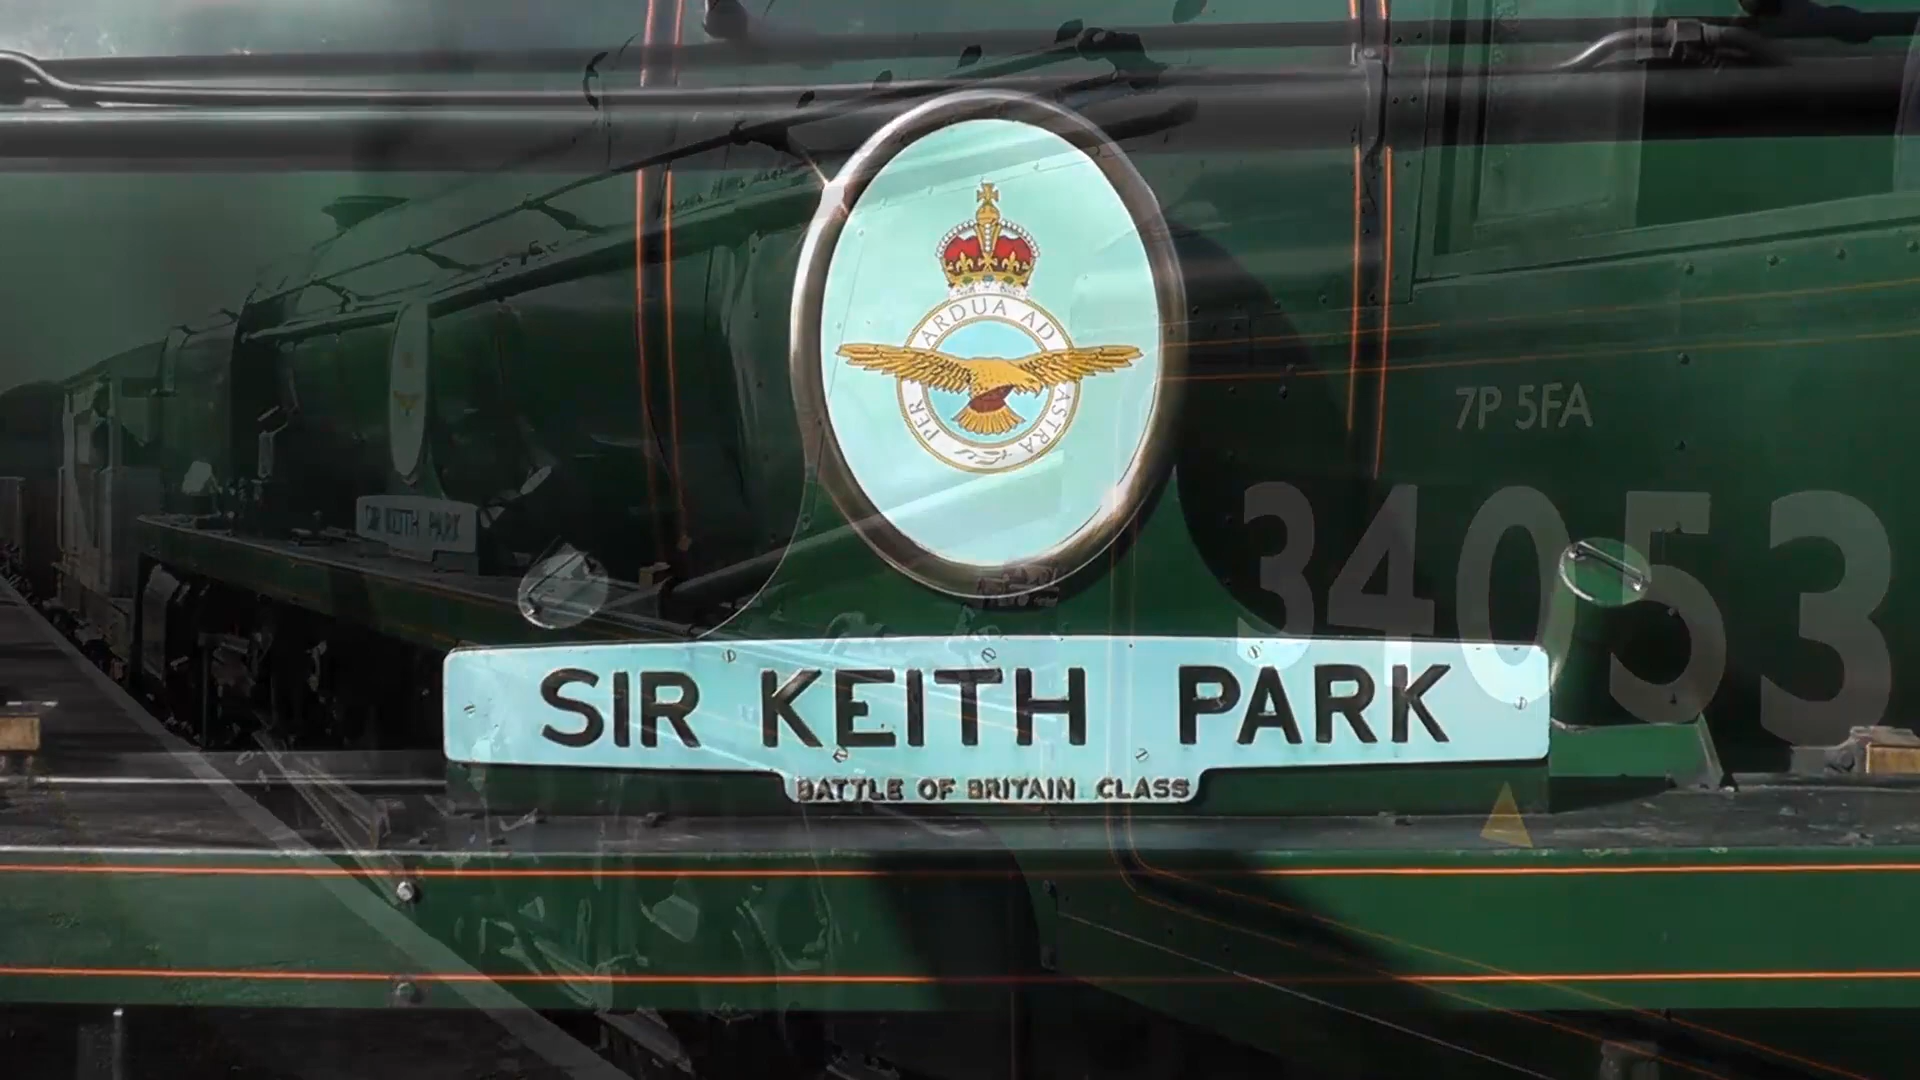 PER ARDUA AD ASTRA
7P 5FA
34053
SIR KEITH PARK
SIR KEITH PARK
BATTLE OF BRITAIN CLASS